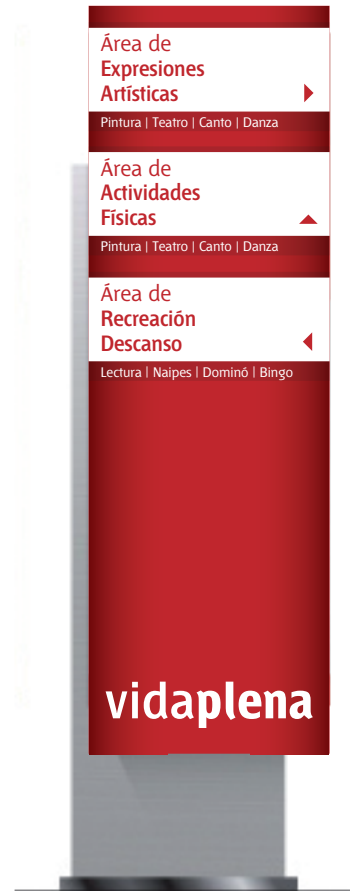 Área de
Expresiones
Artísticas
Pintura | Teatro | Canto | Danza
Área de
Actividades
Físicas
Pintura | Teatro | Canto | Danza
Área de
Recreación
Descanso
Lectura | Naipes | Dominó | Bingo
vidaplena